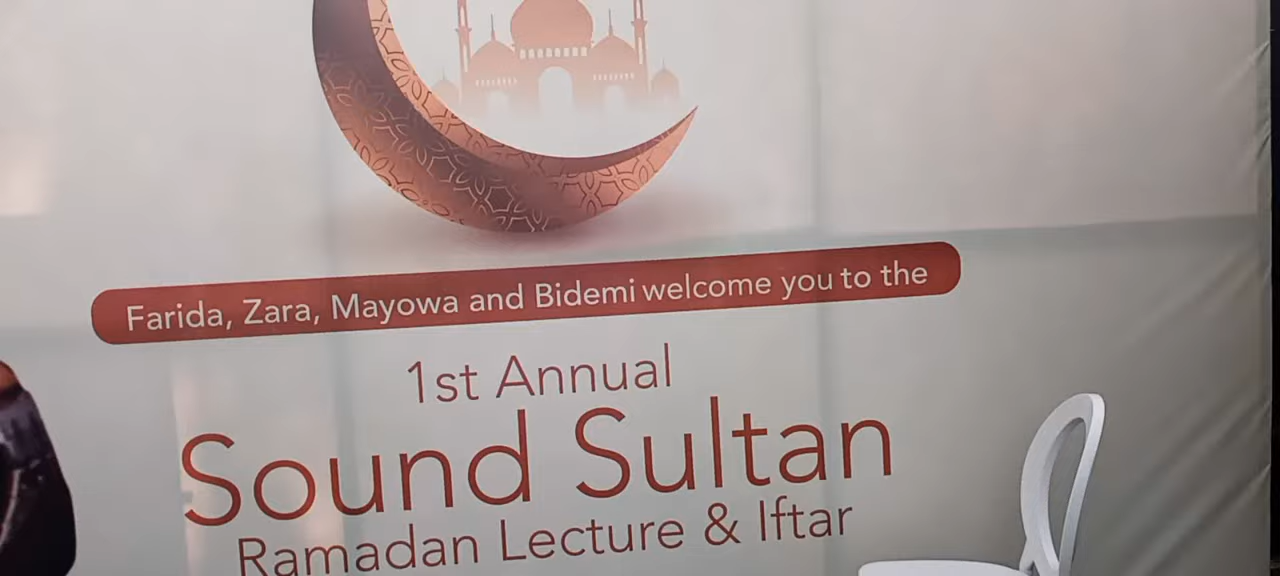 Farida, Zara, Mayowa and Bidemi welcome you to the
1st Annual
Sound Sultan
Ramadan Lecture & Iftar